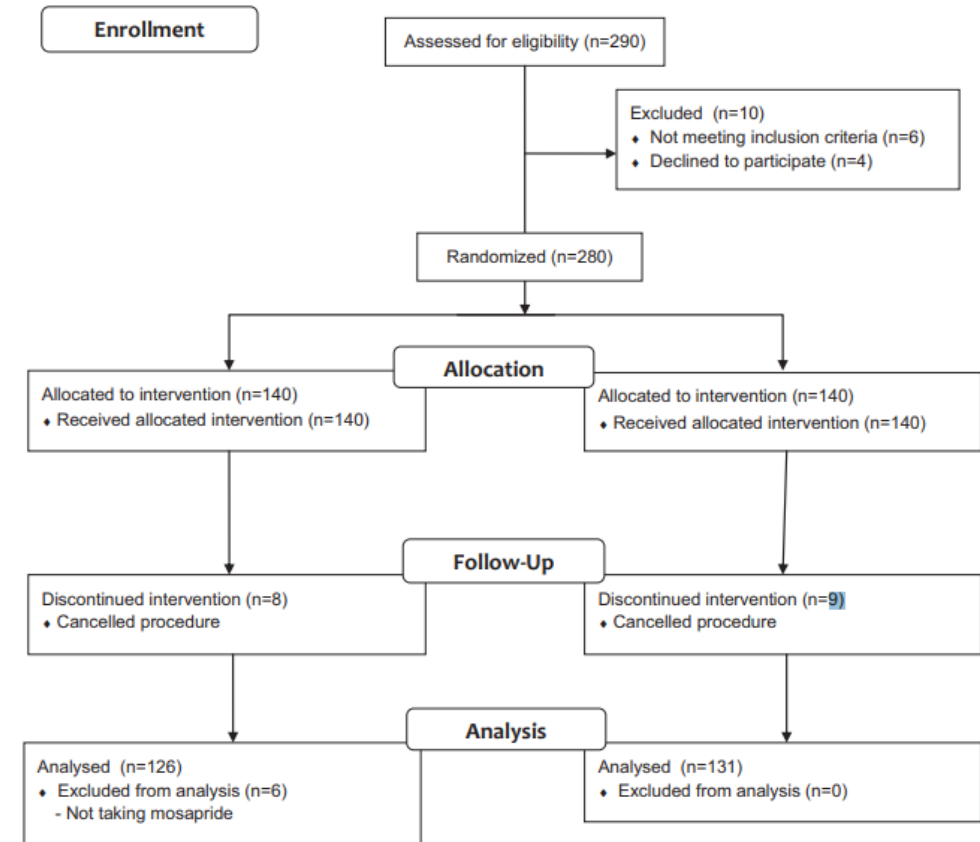 Enrollment
Assessed for eligibility (n=290)
Excluded (n=10)
⬧ Not meeting inclusion criteria (n=6)
⬧ Declined to participate (n=4)
Randomized (n=280)
Allocation
Allocated to intervention (n=140)
⬧ Received allocated intervention (n=140)
Allocated to intervention (n=140)
⬧ Received allocated intervention (n=140)
Follow-Up
Discontinued intervention (n=8)
⬧ Cancelled procedure
Discontinued intervention (n=9)
⬧ Cancelled procedure
Analysis
Analysed (n=126)
⬧ Excluded from analysis (n=6)
- Not taking mosapride
Analysed (n=131)
⬧ Excluded from analysis (n=0)